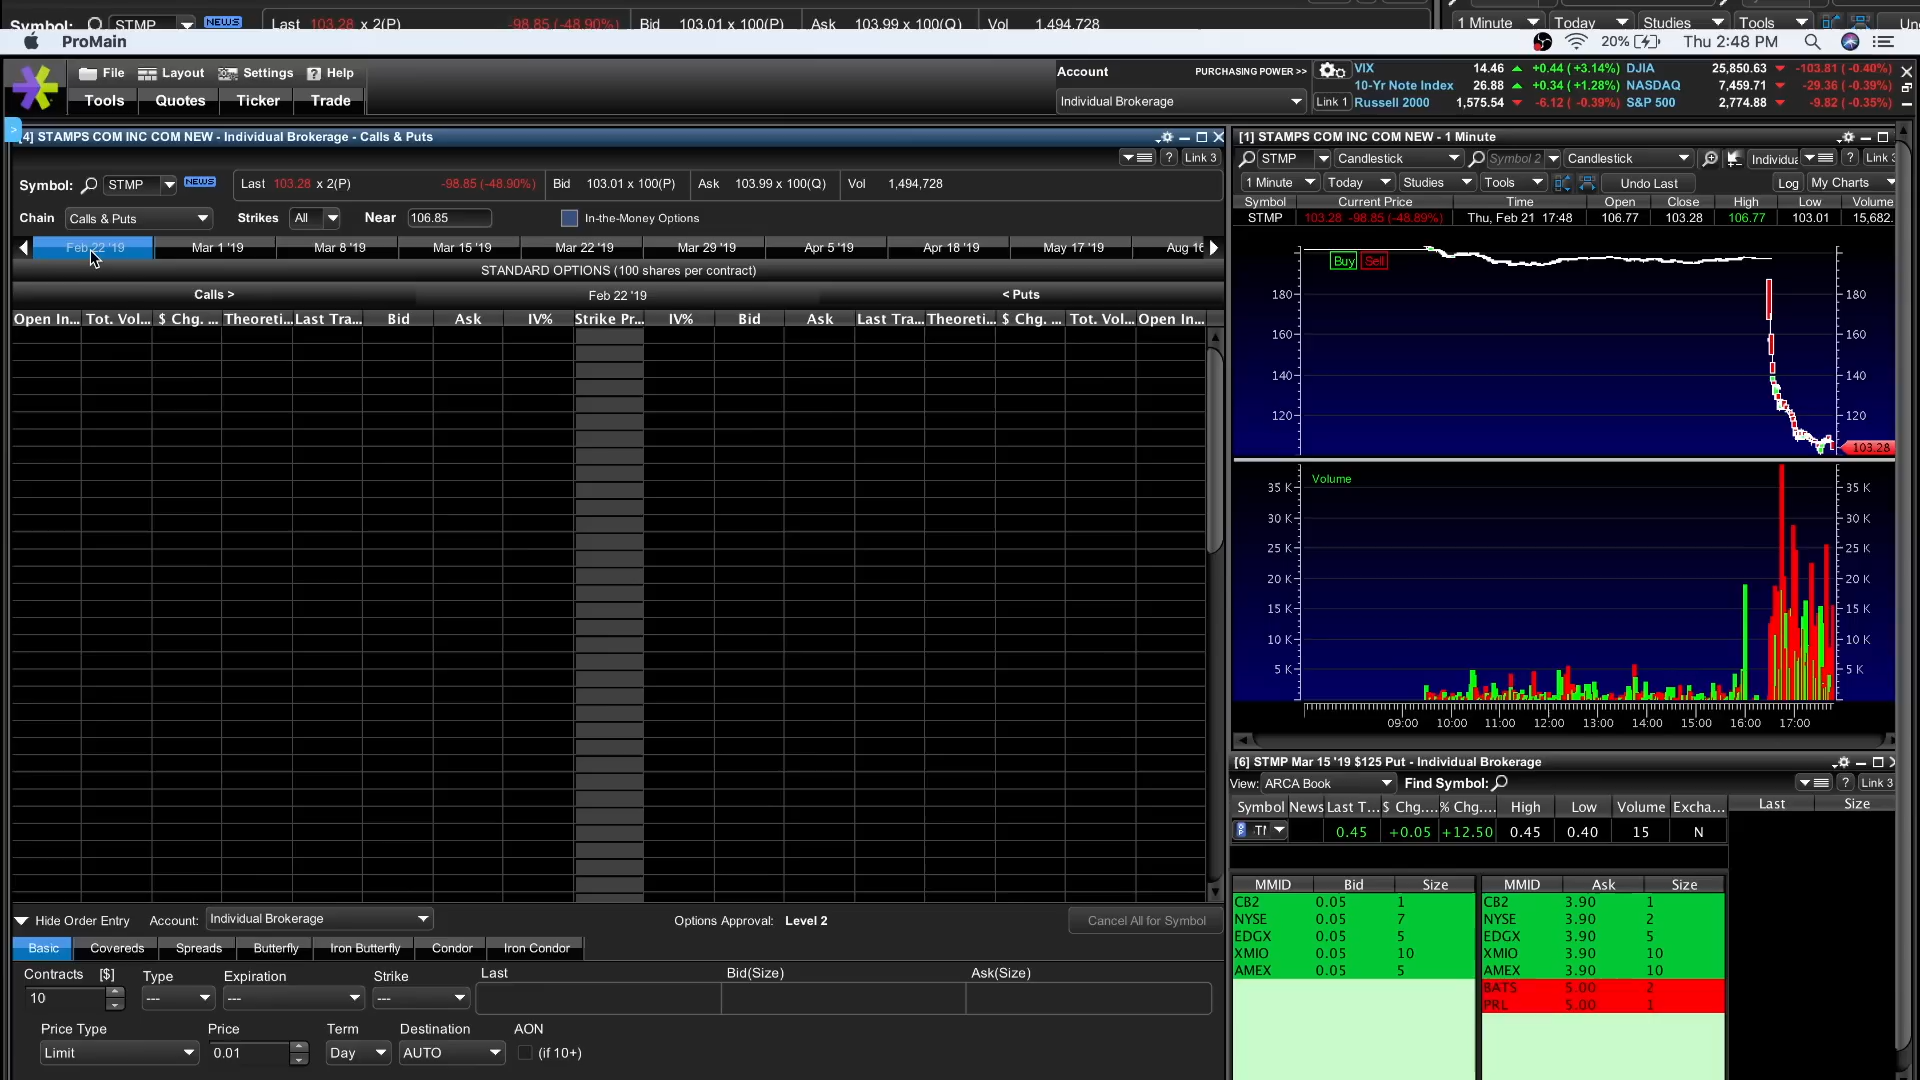 Symbol: STMP NEWS Last 103.28 x 2(P) -98.85 (-48.90%) Bid 103.01 x 100(P) Ask 103.99 x 100(Q) Vol 1,494,728
1 Minute Today Studies Tools
ProMain 20% Thu 2:48 PM
File Layout Settings Help
Tools Quotes Ticker Trade
Account PURCHASING POWER >>
Individual Brokerage
Link 1
VIX 14.46 +0.44 ( +3.14%) DJIA 25,850.63 -103.81 ( -0.40%)
10-Yr Note Index 26.88 +0.34 ( +1.28%) NASDAQ 7,459.71 -29.36 ( -0.39%)
Russell 2000 1,575.54 -6.12 ( -0.39%) S&P 500 2,774.88 -9.82 ( -0.35%)
[4] STAMPS COM INC COM NEW - Individual Brokerage - Calls & Puts
? Link 3
Symbol: STMP NEWS Last 103.28 x 2(P) -98.85 (-48.90%) Bid 103.01 x 100(P) Ask 103.99 x 100(Q) Vol 1,494,728
Chain Calls & Puts Strikes All Near 106.85 In-the-Money Options
Feb 22 '19 Mar 1 '19 Mar 8 '19 Mar 15 '19 Mar 22 '19 Mar 29 '19 Apr 5 '19 Apr 18 '19 May 17 '19 Aug 16
STANDARD OPTIONS (100 shares per contract)
Calls > Feb 22 '19 < Puts
Open In... Tot. Vol... $ Chg. ... Theoreti... Last Tra... Bid Ask IV% Strike Pr... IV% Bid Ask Last Tra... Theoreti... $ Chg. ... Tot. Vol... Open In...
Hide Order Entry Account: Individual Brokerage Options Approval: Level 2 Cancel All for Symbol
Basic Covereds Spreads Butterfly Iron Butterfly Condor Iron Condor
Contracts [$] Type Expiration Strike Last Bid(Size) Ask(Size)
10 --- --- ---
Price Type Price Term Destination AON
Limit 0.01 Day AUTO (if 10+)
[1] STAMPS COM INC COM NEW - 1 Minute
STMP Candlestick Symbol 2 Candlestick Individua ? Link 3
1 Minute Today Studies Tools Undo Last Log My Charts
Symbol Current Price Time Open Close High Low Volume
STMP 103.28 -98.85 (-48.89%) Thu, Feb 21 17:48 106.77 103.28 106.77 103.01 15,682.
Buy Sell
180 180
160 160
140 140
120 120
103.28
Volume
35 K 35 K
30 K 30 K
25 K 25 K
20 K 20 K
15 K 15 K
10 K 10 K
5 K 5 K
09:00 10:00 11:00 12:00 13:00 14:00 15:00 16:00 17:00
[6] STMP Mar 15 '19 $125 Put - Individual Brokerage
View: ARCA Book Find Symbol: ? Link 3
Symbol News Last T... $ Chg.... % Chg.... High Low Volume Excha... Last Size
0.45 +0.05 +12.50 0.45 0.40 15 N
MMID Bid Size MMID Ask Size
CB2 0.05 1 CB2 3.90 1
NYSE 0.05 7 NYSE 3.90 2
EDGX 0.05 5 EDGX 3.90 5
XMIO 0.05 10 XMIO 3.90 10
AMEX 0.05 5 AMEX 3.90 10
BATS 5.00 2
PRL 5.00 1